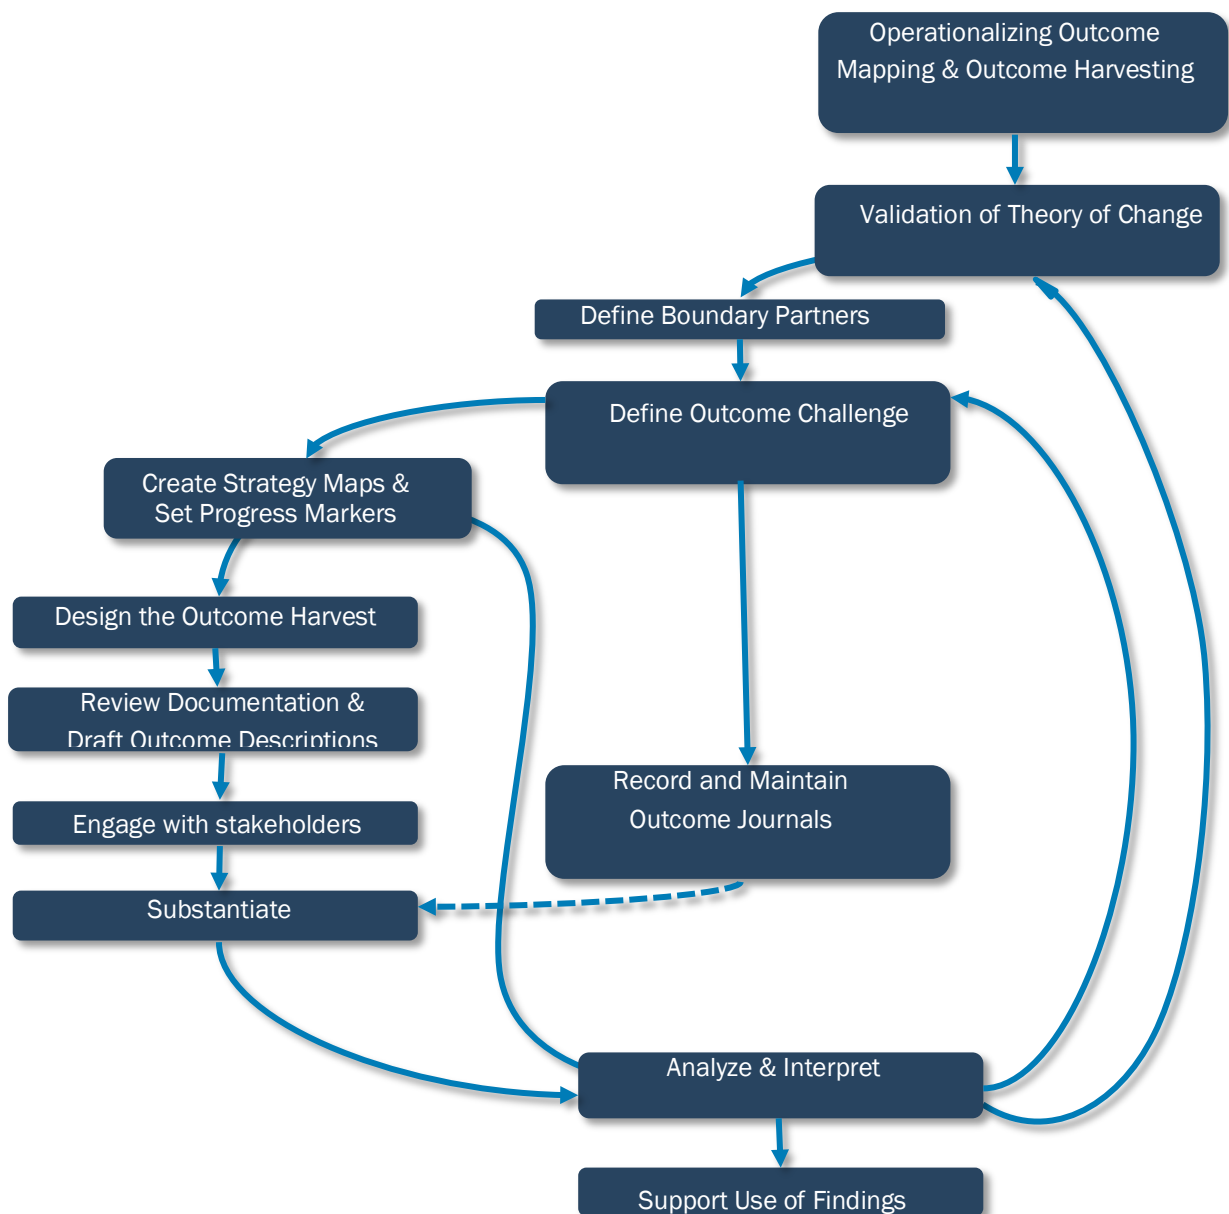 Operationalizing Outcome
Mapping & Outcome Harvesting
Validation of Theory of Change
Define Boundary Partners
Define Outcome Challenge
Create Strategy Maps &
Set Progress Markers
Design the Outcome Harvest
Review Documentation &
Draft Outcome Descriptions
Engage with stakeholders
Record and Maintain
Outcome Journals
Substantiate
Analyze & Interpret
Support Use of Findings